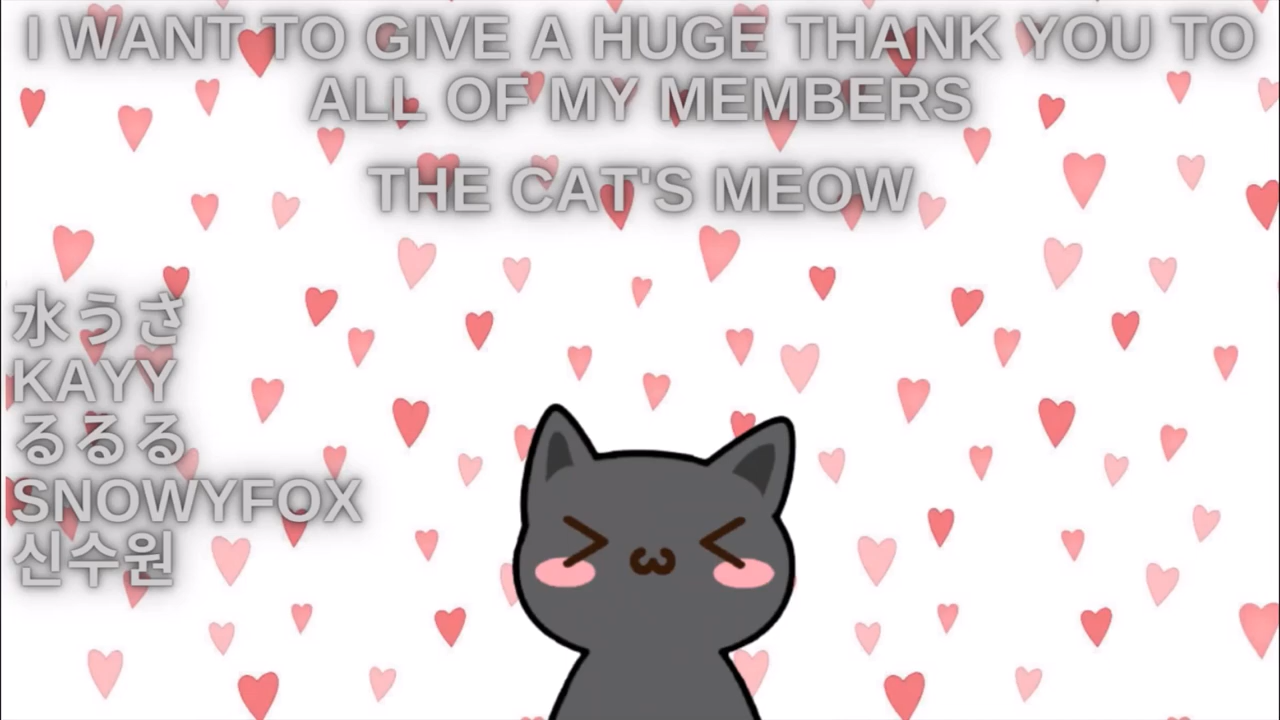 I WANT TO GIVE A HUGE THANK YOU TO
ALL OF MY MEMBERS
THE CAT'S MEOW
水うさ
KAYY
るるる
SNOWYFOX
신수원